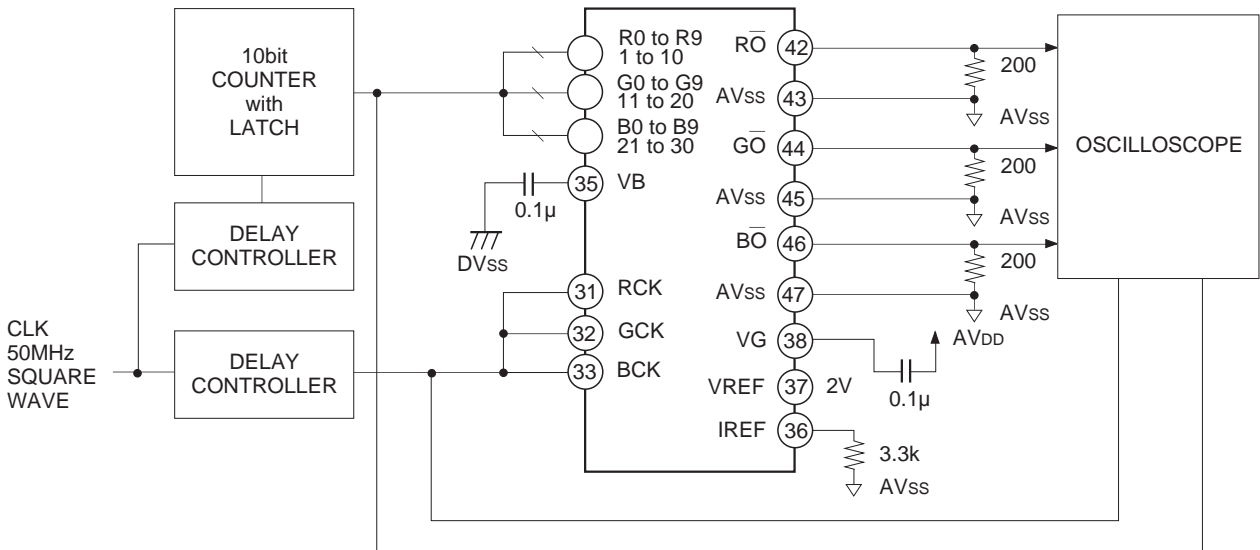 10bit
COUNTER
with
LATCH
DELAY
CONTROLLER
CLK
50MHz
SQUARE
WAVE
DELAY
CONTROLLER
R0 to R9
1 to 10
G0 to G9
11 to 20
B0 to B9
21 to 30
35 VB
0.1μ
DVSS
31 RCK
32 GCK
33 BCK
R̅O̅ 42
AVSS 43
G̅O̅ 44
AVSS 45
B̅O̅ 46
AVSS 47
VG 38
VREF 37 2V
IREF 36
200
AVSS
200
AVSS
200
AVSS
AVDD
0.1μ
3.3k
AVSS
OSCILLOSCOPE